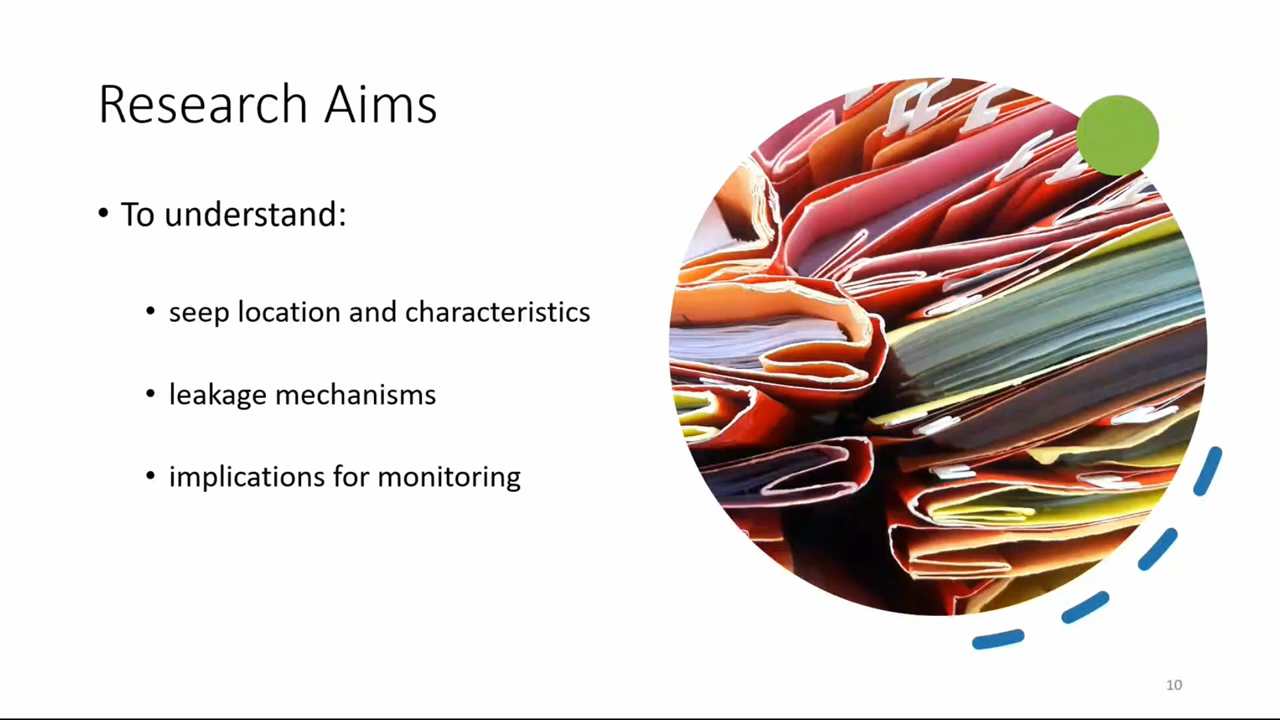 Research Aims
• To understand:
• seep location and characteristics
• leakage mechanisms
• implications for monitoring
10